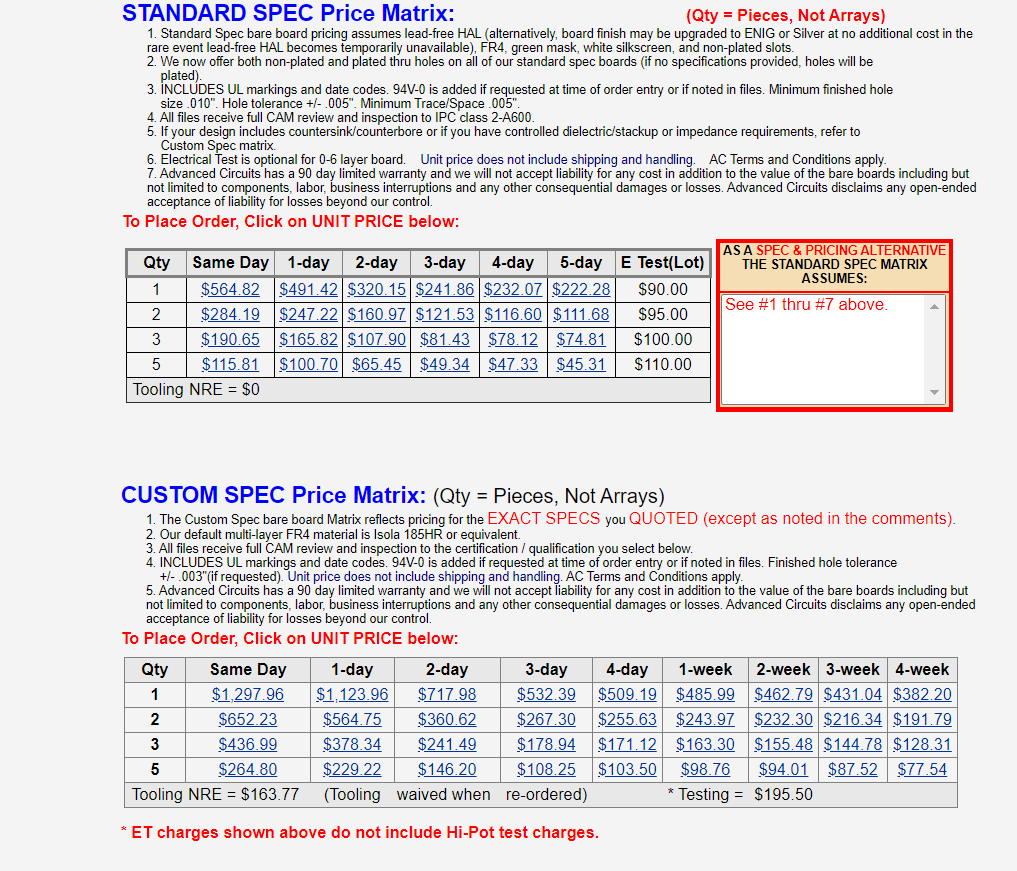 STANDARD SPEC Price Matrix: (Qty = Pieces, Not Arrays)
1. Standard Spec bare board pricing assumes lead-free HAL (alternatively, board finish may be upgraded to ENIG or Silver at no additional cost in the
rare event lead-free HAL becomes temporarily unavailable), FR4, green mask, white silkscreen, and non-plated slots.
2. We now offer both non-plated and plated thru holes on all of our standard spec boards (if no specifications provided, holes will be
plated).
3. INCLUDES UL markings and date codes. 94V-0 is added if requested at time of order entry or if noted in files. Minimum finished hole
size .010". Hole tolerance +/- .005". Minimum Trace/Space .005".
4. All files receive full CAM review and inspection to IPC class 2-A600.
5. If your design includes countersink/counterbore or if you have controlled dielectric/stackup or impedance requirements, refer to
Custom Spec matrix.
6. Electrical Test is optional for 0-6 layer board. Unit price does not include shipping and handling. AC Terms and Conditions apply.
7. Advanced Circuits has a 90 day limited warranty and we will not accept liability for any cost in addition to the value of the bare boards including but
not limited to components, labor, business interruptions and any other consequential damages or losses. Advanced Circuits disclaims any open-ended
acceptance of liability for losses beyond our control.
To Place Order, Click on UNIT PRICE below:
Qty Same Day 1-day 2-day 3-day 4-day 5-day E Test(Lot)
1 $564.82 $491.42 $320.15 $241.86 $232.07 $222.28 $90.00
2 $284.19 $247.22 $160.97 $121.53 $116.60 $111.68 $95.00
3 $190.65 $165.82 $107.90 $81.43 $78.12 $74.81 $100.00
5 $115.81 $100.70 $65.45 $49.34 $47.33 $45.31 $110.00
Tooling NRE = $0
AS A SPEC & PRICING ALTERNATIVE
THE STANDARD SPEC MATRIX
ASSUMES:
See #1 thru #7 above.
CUSTOM SPEC Price Matrix: (Qty = Pieces, Not Arrays)
1. The Custom Spec bare board Matrix reflects pricing for the EXACT SPECS you QUOTED (except as noted in the comments).
2. Our default multi-layer FR4 material is Isola 185HR or equivalent.
3. All files receive full CAM review and inspection to the certification / qualification you select below.
4. INCLUDES UL markings and date codes. 94V-0 is added if requested at time of order entry or if noted in files. Finished hole tolerance
+/- .003"(if requested). Unit price does not include shipping and handling. AC Terms and Conditions apply.
5. Advanced Circuits has a 90 day limited warranty and we will not accept liability for any cost in addition to the value of the bare boards including but
not limited to components, labor, business interruptions and any other consequential damages or losses. Advanced Circuits disclaims any open-ended
acceptance of liability for losses beyond our control.
To Place Order, Click on UNIT PRICE below:
Qty Same Day 1-day 2-day 3-day 4-day 1-week 2-week 3-week 4-week
1 $1,297.96 $1,123.96 $717.98 $532.39 $509.19 $485.99 $462.79 $431.04 $382.20
2 $652.23 $564.75 $360.62 $267.30 $255.63 $243.97 $232.30 $216.34 $191.79
3 $436.99 $378.34 $241.49 $178.94 $171.12 $163.30 $155.48 $144.78 $128.31
5 $264.80 $229.22 $146.20 $108.25 $103.50 $98.76 $94.01 $87.52 $77.54
Tooling NRE = $163.77 (Tooling waived when re-ordered) * Testing = $195.50
* ET charges shown above do not include Hi-Pot test charges.